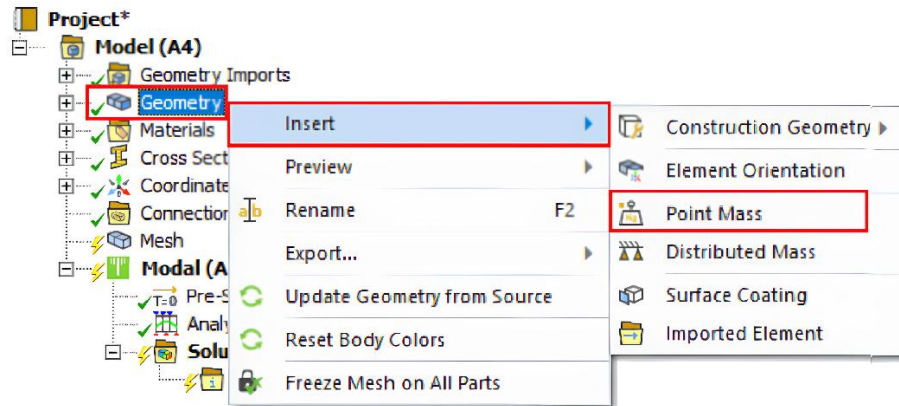 Project*
Model (A4)
Geometry Imports
Geometry
Materials
Cross Sect
Coordinate
Connection
Mesh
Modal (A
T=0 Pre-S
Analy
Solu
Insert
Preview
Rename F2
Export...
Update Geometry from Source
Reset Body Colors
Freeze Mesh on All Parts
Construction Geometry
Element Orientation
Point Mass
Distributed Mass
Surface Coating
Imported Element